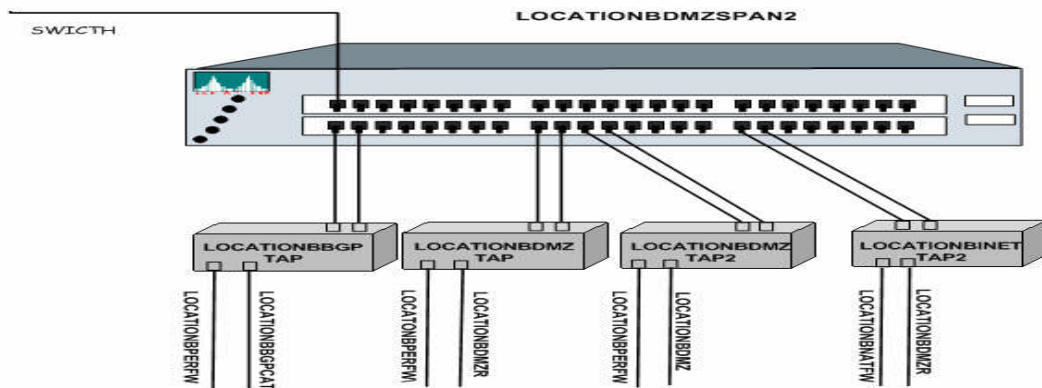 LOCATIONBDMZSPAN2
SWICTH
LOCATIONBBGP
TAP
LOCATIONBDMZ
TAP
LOCATIONBDMZ
TAP2
LOCATIONBINET
TAP2
LOCATIONBPERFW
LOCATIONBBGPCAT
LOCATIONBPERFW
LOCATIONBDMZR
LOCATIONBPERFW
LOCATIONBDMZ
LOCATIONBNATFW
LOCATIONBDMZR